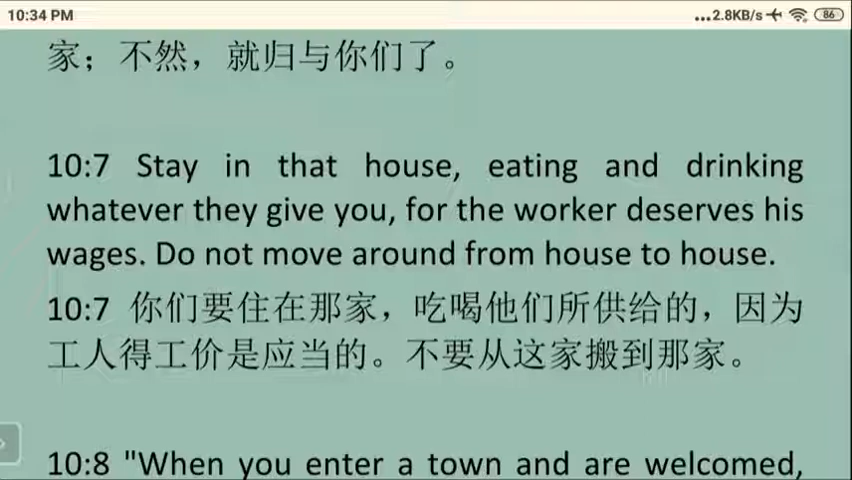 10:34 PM ...2.8KB/s 86
家；不然，就归与你们了。
10:7 Stay in that house, eating and drinking
whatever they give you, for the worker deserves his
wages. Do not move around from house to house.
10:7 你们要住在那家，吃喝他们所供给的，因为
工人得工价是应当的。不要从这家搬到那家。
10:8 "When you enter a town and are welcomed,